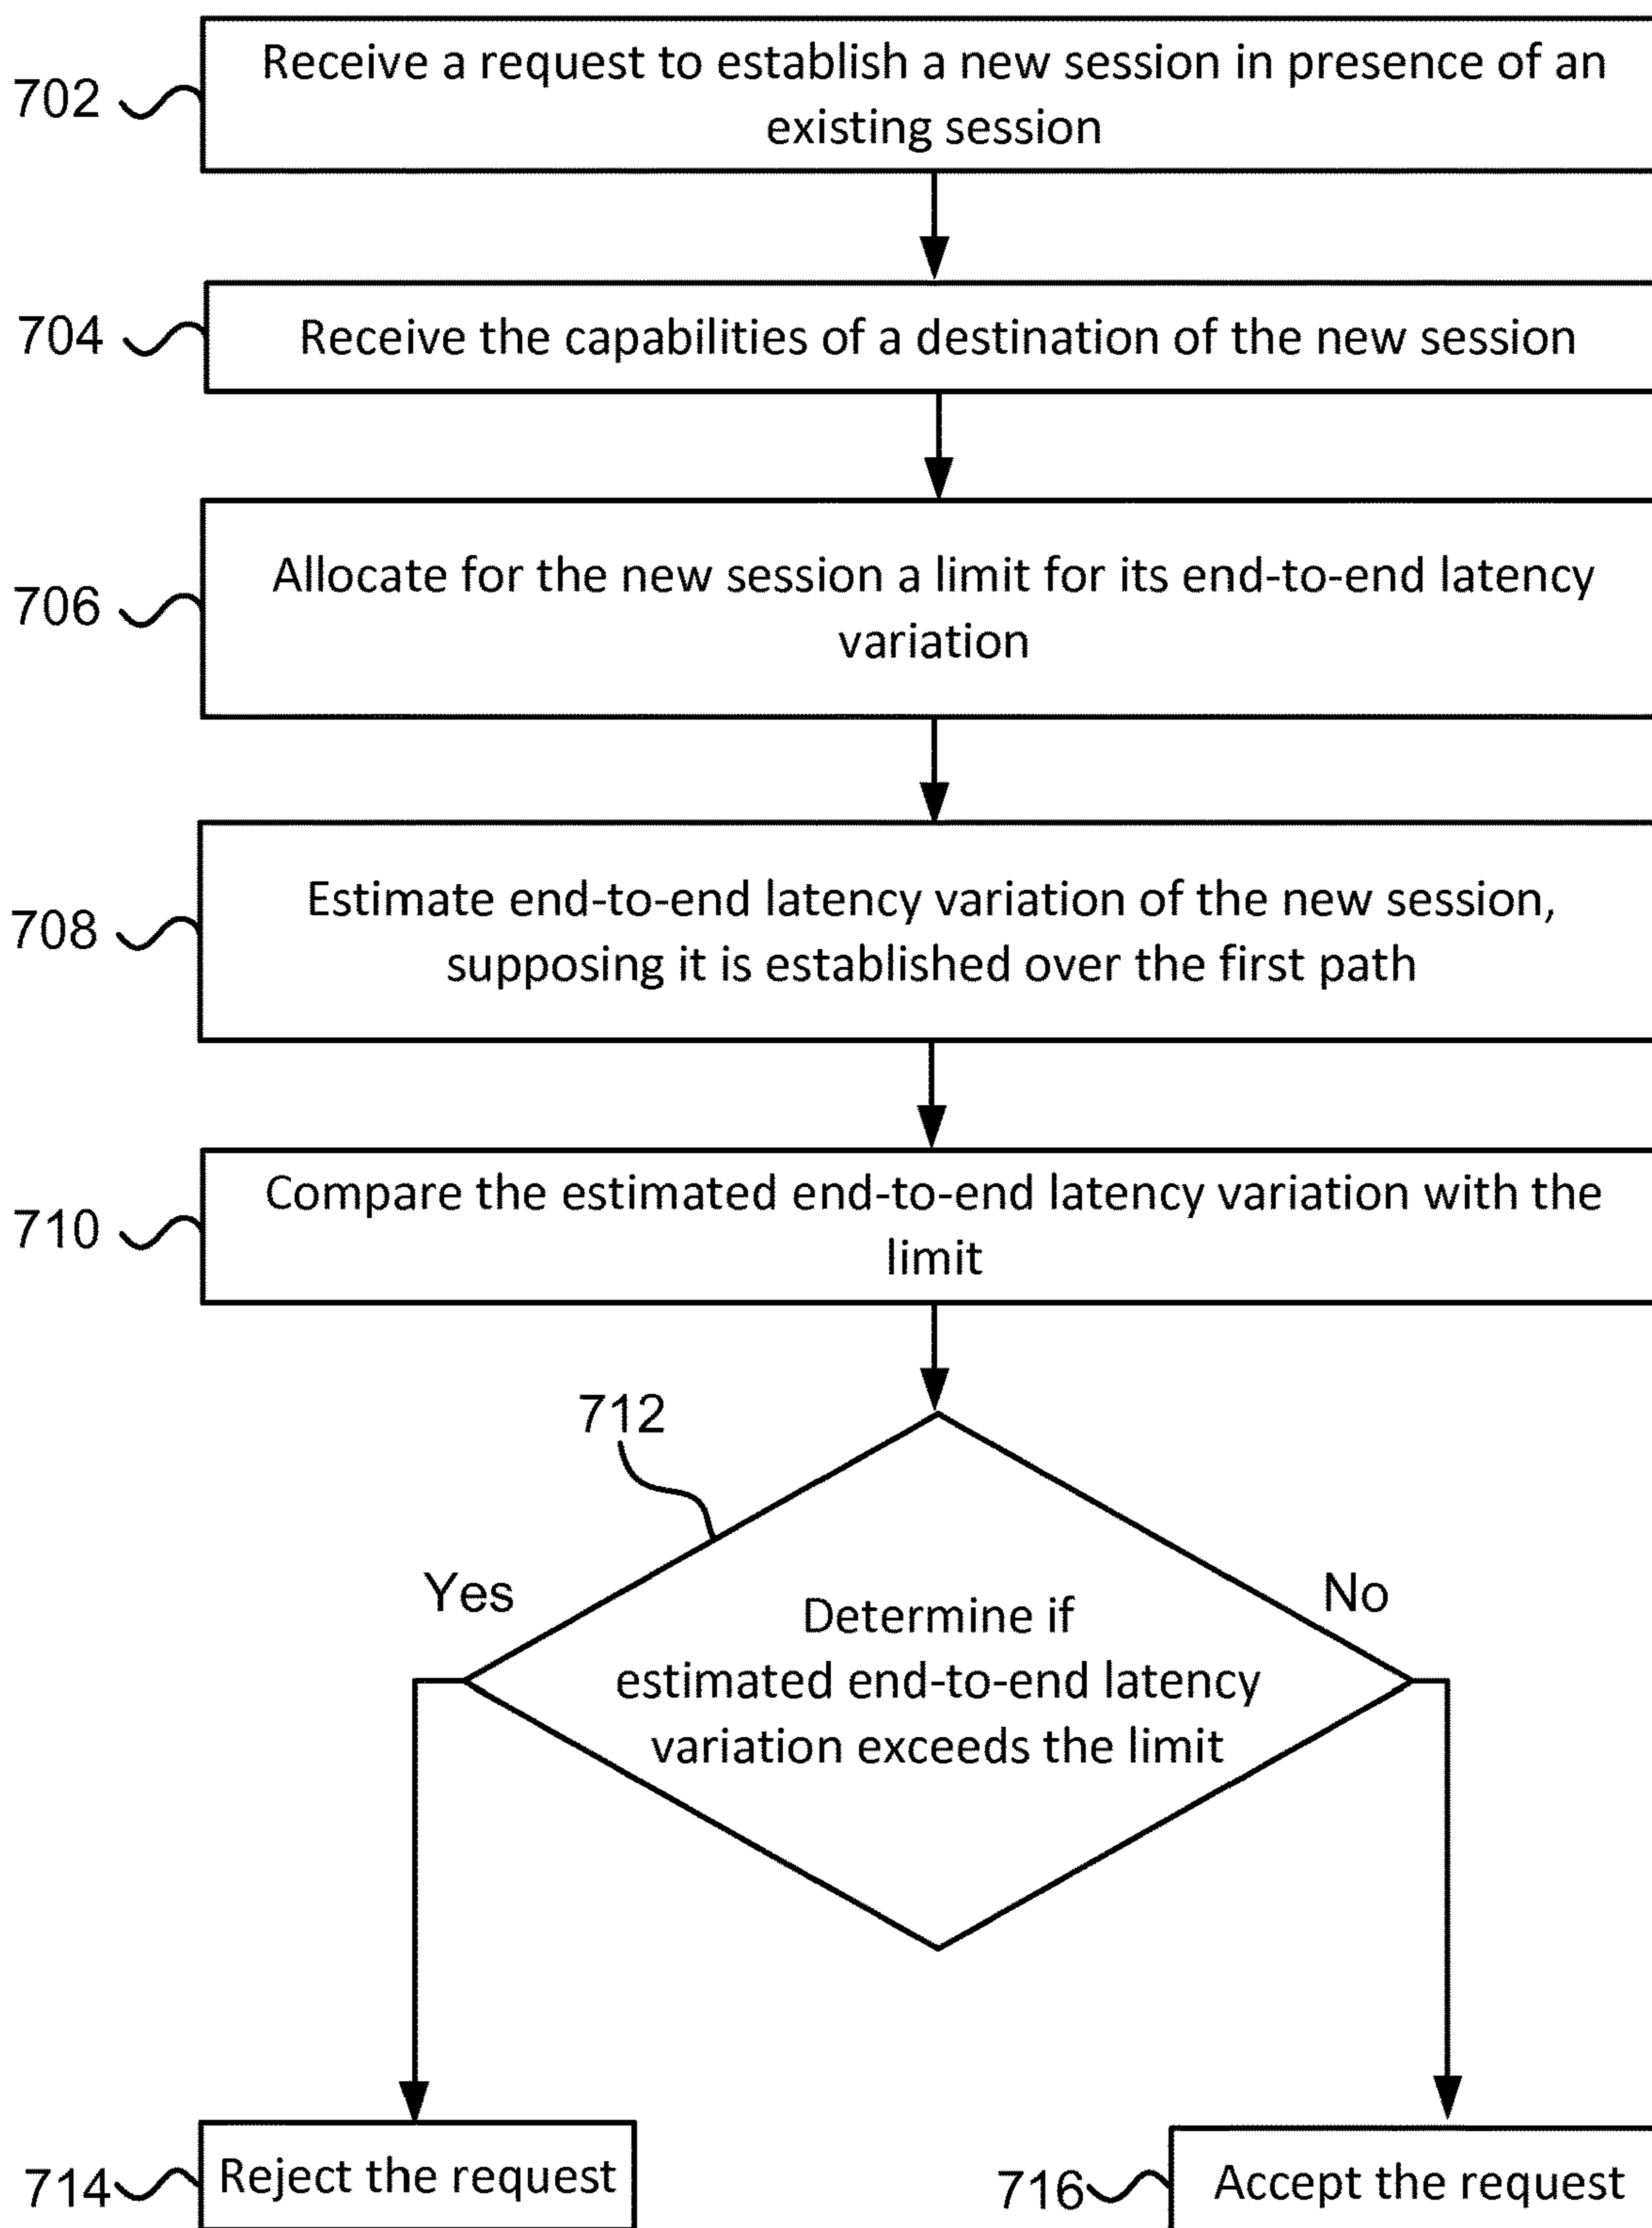 702
Receive a request to establish a new session in presence of an
existing session
704
Receive the capabilities of a destination of the new session
706
Allocate for the new session a limit for its end-to-end latency
variation
708
Estimate end-to-end latency variation of the new session,
supposing it is established over the first path
710
Compare the estimated end-to-end latency variation with the
limit
712
Yes
No
Determine if
estimated end-to-end latency
variation exceeds the limit
714
Reject the request
716
Accept the request